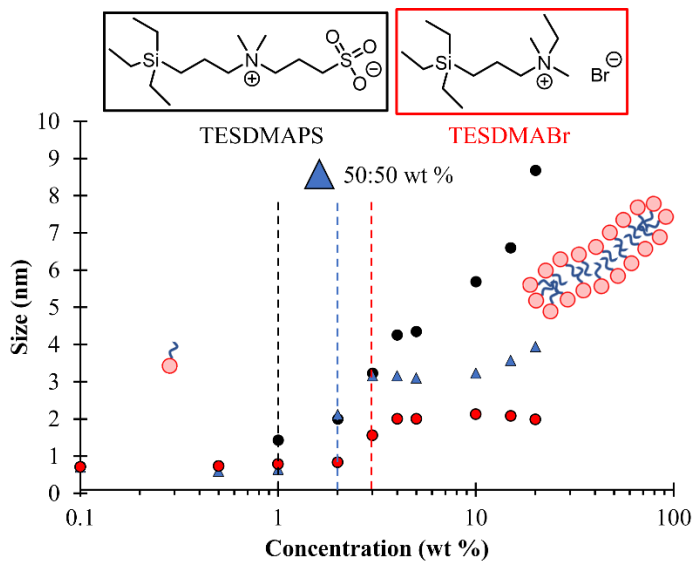 Si N S O O O
⊕ ⊖
Si N Br
⊕ ⊖
TESDMAPS TESDMABr
50:50 wt %
Size (nm)
10
9
8
7
6
5
4
3
2
1
0
0.1 1 10 100
Concentration (wt %)